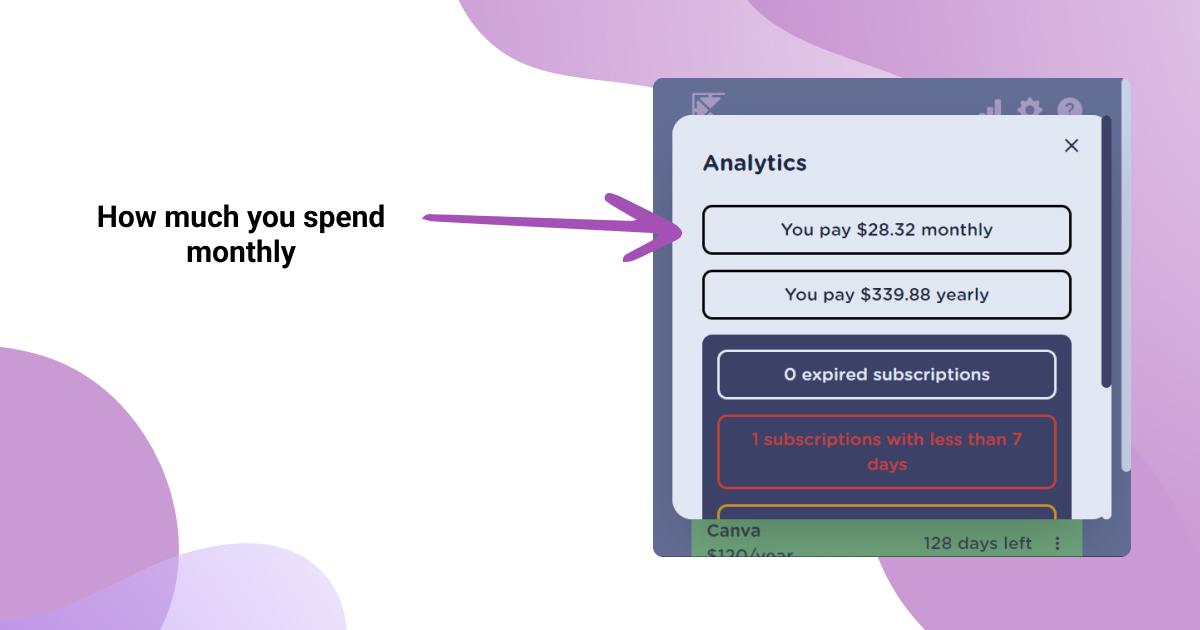 How much you spend
monthly
?
Analytics
You pay $28.32 monthly
You pay $339.88 yearly
0 expired subscriptions
1 subscriptions with less than 7
days
Canva
$120/year
128 days left